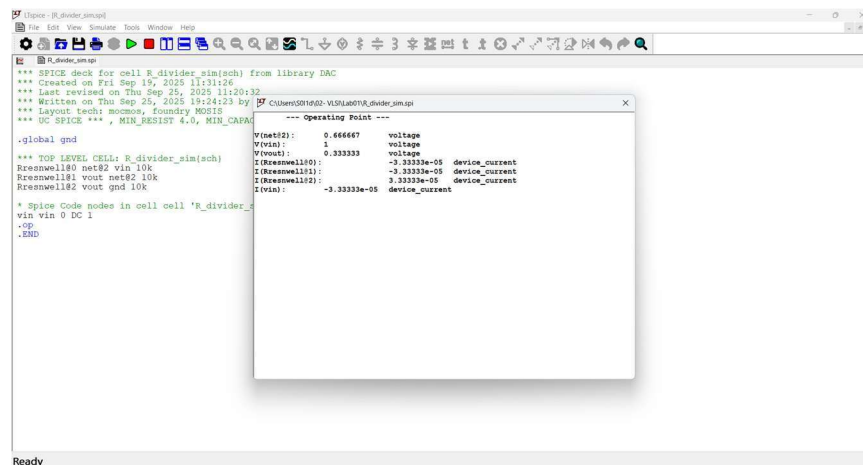 LTspice - [R_divider_sim.spi]
File Edit View Simulate Tools Window Help
R_divider_sim.spi
*** SPICE deck for cell R_divider_sim{sch} from library DAC
*** Created on Fri Sep 19, 2025 11:31:26
*** Last revised on Thu Sep 25, 2025 11:20:32
*** Written on Thu Sep 25, 2025 19:24:23 by
*** Layout tech: mocmos, foundry MOSIS
*** UC SPICE *** , MIN_RESIST 4.0, MIN_CAPAC
.global gnd
*** TOP LEVEL CELL: R_divider_sim{sch}
Rresnwell@0 net@2 vin 10k
Rresnwell@1 vout net@2 10k
Rresnwell@2 vout gnd 10k
* Spice Code nodes in cell cell 'R_divider_s
vin vin 0 DC 1
.op
.END
C:\Users\S0l1d\02- VLSI\Lab01\R_divider_sim.spi
--- Operating Point ---
V(net@2): 0.666667 voltage
V(vin): 1 voltage
V(vout): 0.333333 voltage
I(Rresnwell@0): -3.33333e-05 device_current
I(Rresnwell@1): -3.33333e-05 device_current
I(Rresnwell@2): 3.33333e-05 device_current
I(vin): -3.33333e-05 device_current
Ready